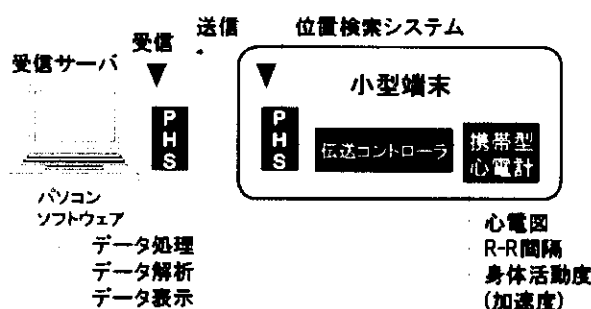 送信
位置検索システム
受信
受信サーバ
小型端末
PHS
PHS
伝送コントローラ
携帯型
心電計
パソコン
ソフトウェア
データ処理
データ解析
データ表示
心電図
R-R間隔
身体活動度
(加速度)